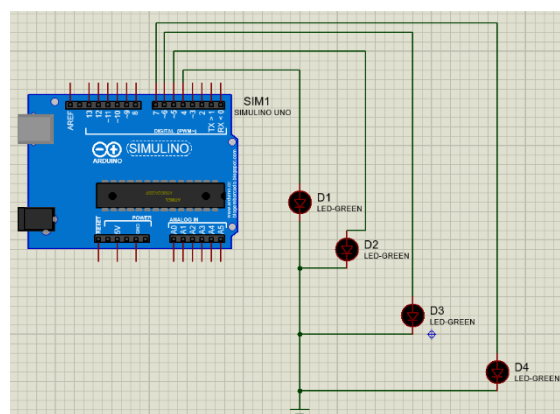 SIM1
SIMULINO UNO
AREF
13
12
~11
~10
~9
8
7
~6
~5
4
~3
2
TX > 1
RX < 0
DIGITAL (PWM~)
ARDUINO
SIMULINO
RESET
5V
POWER
GND
ANALOG IN
A0
A1
A2
A3
A4
A5
D1
LED-GREEN
D2
LED-GREEN
D3
LED-GREEN
D4
LED-GREEN